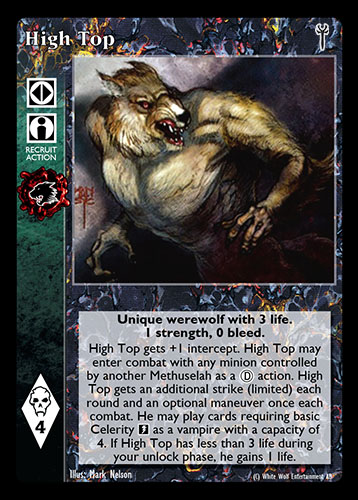 High Top
RECRUIT
ACTION
Unique werewolf with 3 life.
1 strength, 0 bleed.
High Top gets +1 intercept. High Top may
enter combat with any minion controlled
by another Methuselah as a Ⓓ action. High
Top gets an additional strike (limited) each
round and an optional maneuver once each
combat. He may play cards requiring basic
Celerity as a vampire with a capacity of
4. If High Top has less than 3 life during
your unlock phase, he gains 1 life.
4
Illus: Mark Nelson